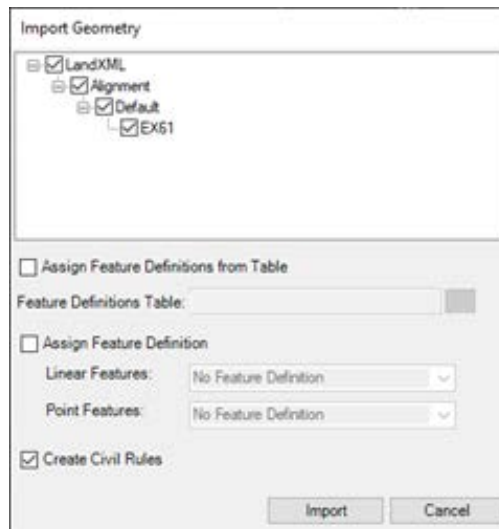 Import Geometry
LandXML
Alignment
Default
EX61
Assign Feature Definitions from Table
Feature Definitions Table:
Assign Feature Definition
Linear Features: No Feature Definition
Point Features: No Feature Definition
Create Civil Rules
Import Cancel